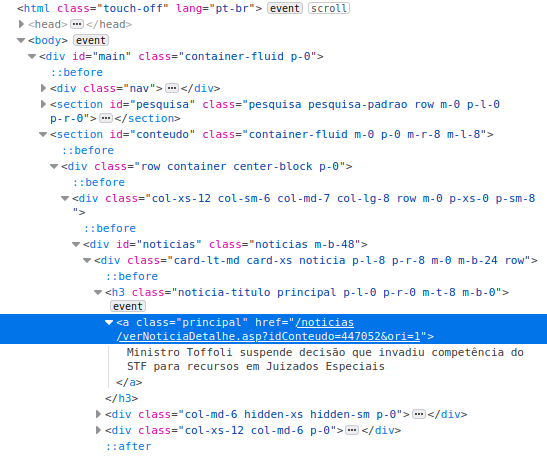 <html class="touch-off" lang="pt-br"> event scroll
<head> ··· </head>
<body> event
<div id="main" class="container-fluid p-0">
::before
<div class="nav"> ··· </div>
<section id="pesquisa" class="pesquisa pesquisa-padrao row m-0 p-l-0
p-r-0"> ··· </section>
<section id="conteudo" class="container-fluid m-0 p-0 m-r-8 m-l-8">
::before
<div class="row container center-block p-0">
::before
<div class="col-xs-12 col-sm-6 col-md-7 col-lg-8 row m-0 p-xs-0 p-sm-8
">
::before
<div id="noticias" class="noticias m-b-48">
<div class="card-lt-md card-xs noticia p-l-8 p-r-8 m-0 m-b-24 row">
::before
<h3 class="noticia-titulo principal p-l-0 p-r-0 m-t-8 m-b-0">
event
<a class="principal" href="/noticias
/verNoticiaDetalhe.asp?idConteudo=447052&ori=1">
Ministro Toffoli suspende decisão que invadiu competência do
STF para recursos em Juizados Especiais
</a>
</h3>
<div class="col-md-6 hidden-xs hidden-sm p-0"> ··· </div>
<div class="col-xs-12 col-md-6 p-0"> ··· </div>
::after